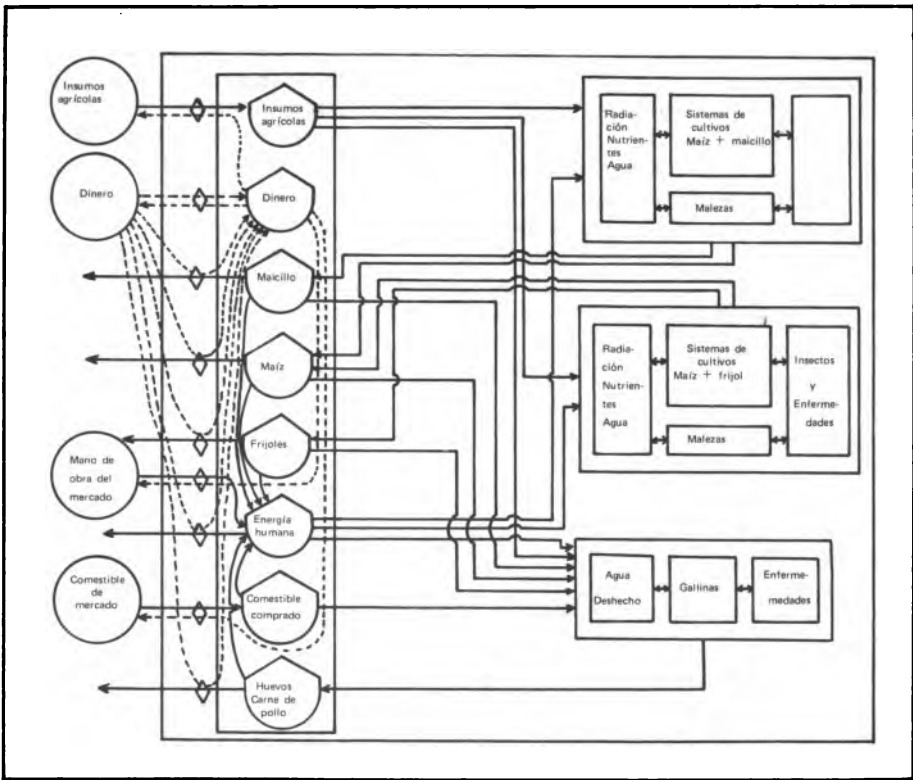 Insumos
agrícolas
Dinero
Mano de
obra del
mercado
Comestible
de
mercado
Insumos
agrícolas
Dinero
Maicillo
Maíz
Frijoles
Energía
humana
Comestible
comprado
Huevos
Carne de
pollo
Radia-
ción
Nutrien-
tes
Agua
Sistemas de
cultivos
Maíz + maicillo
Malezas
Radia-
ción
Nutrien-
tes
Agua
Sistemas de
cultivos
Maíz + frijol
Malezas
Insectos
y
Enferme-
dades
Agua
Deshecho
Gallinas
Enferme-
medades